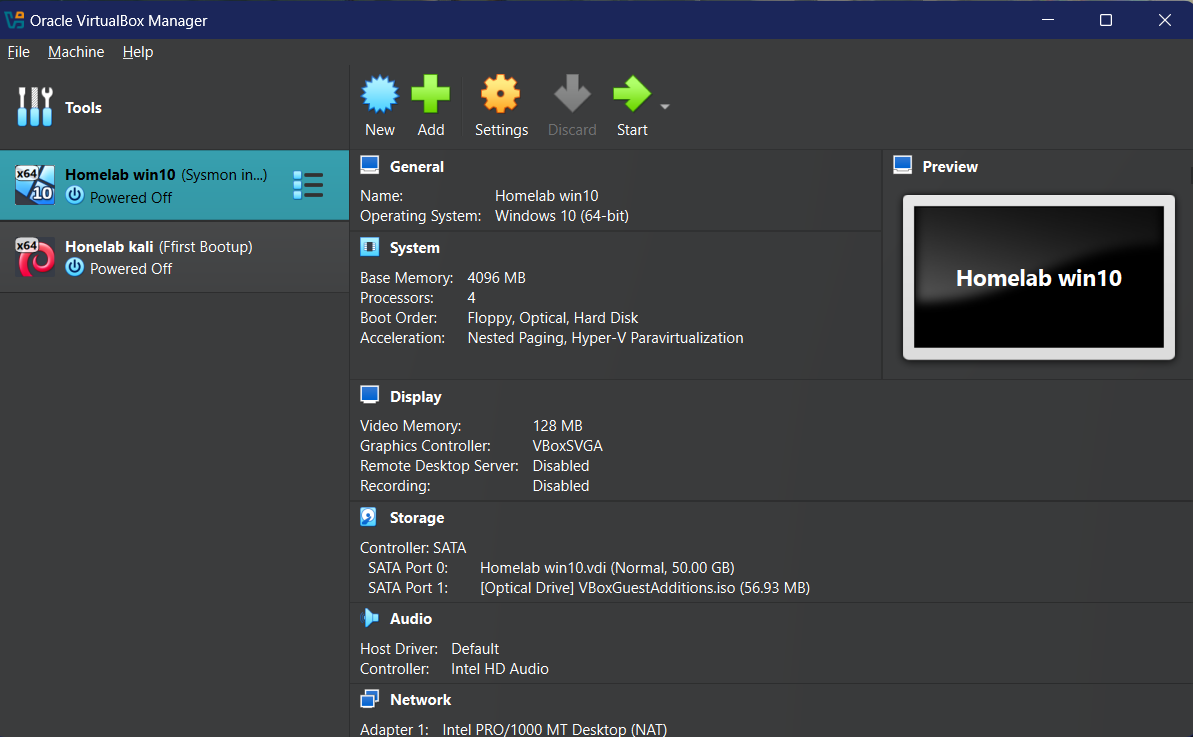 Oracle VirtualBox Manager
File Machine Help
Tools
New Add Settings Discard Start
x64 10 Homelab win10 (Sysmon in...)
Powered Off
x64 Honelab kali (Ffirst Bootup)
Powered Off
General
Name: Homelab win10
Operating System: Windows 10 (64-bit)
Preview
Homelab win10
System
Base Memory: 4096 MB
Processors: 4
Boot Order: Floppy, Optical, Hard Disk
Acceleration: Nested Paging, Hyper-V Paravirtualization
Display
Video Memory: 128 MB
Graphics Controller: VBoxSVGA
Remote Desktop Server: Disabled
Recording: Disabled
Storage
Controller: SATA
SATA Port 0: Homelab win10.vdi (Normal, 50.00 GB)
SATA Port 1: [Optical Drive] VBoxGuestAdditions.iso (56.93 MB)
Audio
Host Driver: Default
Controller: Intel HD Audio
Network
Adapter 1: Intel PRO/1000 MT Desktop (NAT)